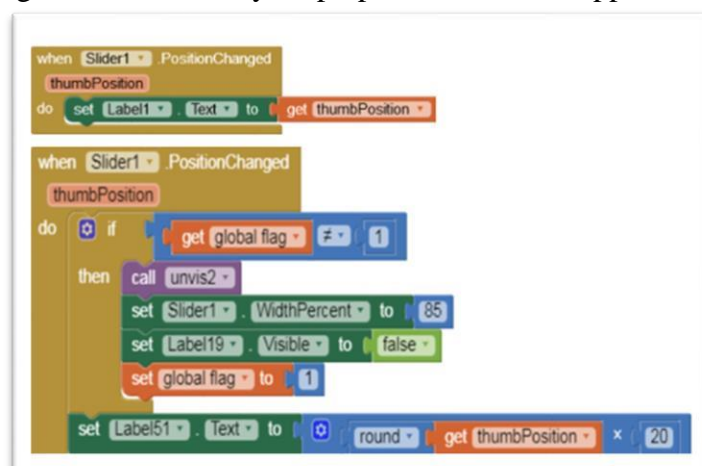 when Slider1 .PositionChanged
thumbPosition
do set Label1 . Text to get thumbPosition
when Slider1 .PositionChanged
thumbPosition
do if get global flag ≠ 1
then call unvis2
set Slider1 . WidthPercent to 85
set Label19 . Visible to false
set global flag to 1
set Label51 . Text to round get thumbPosition × 20